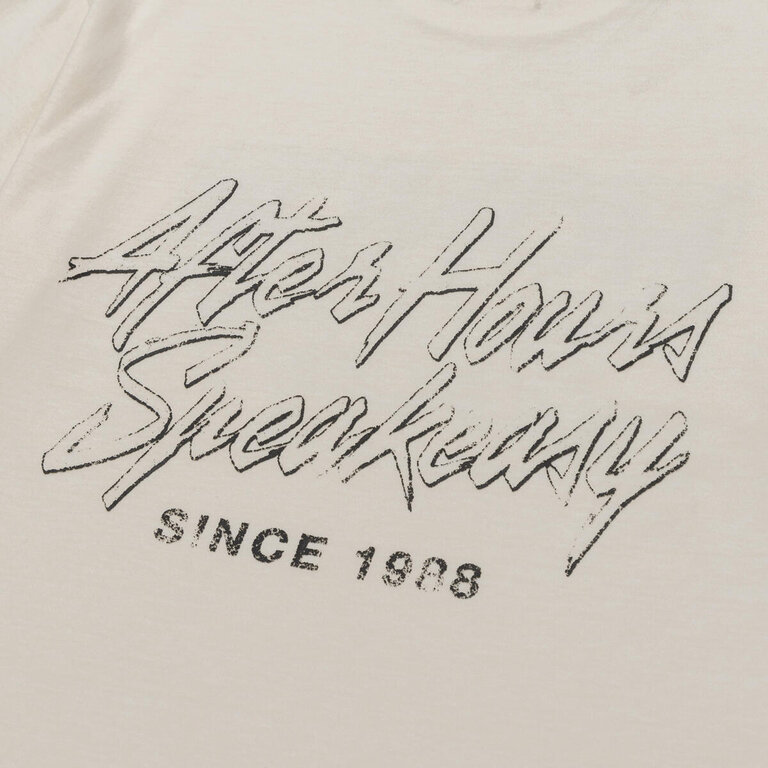 After Hours
Speakeasy
SINCE 1988